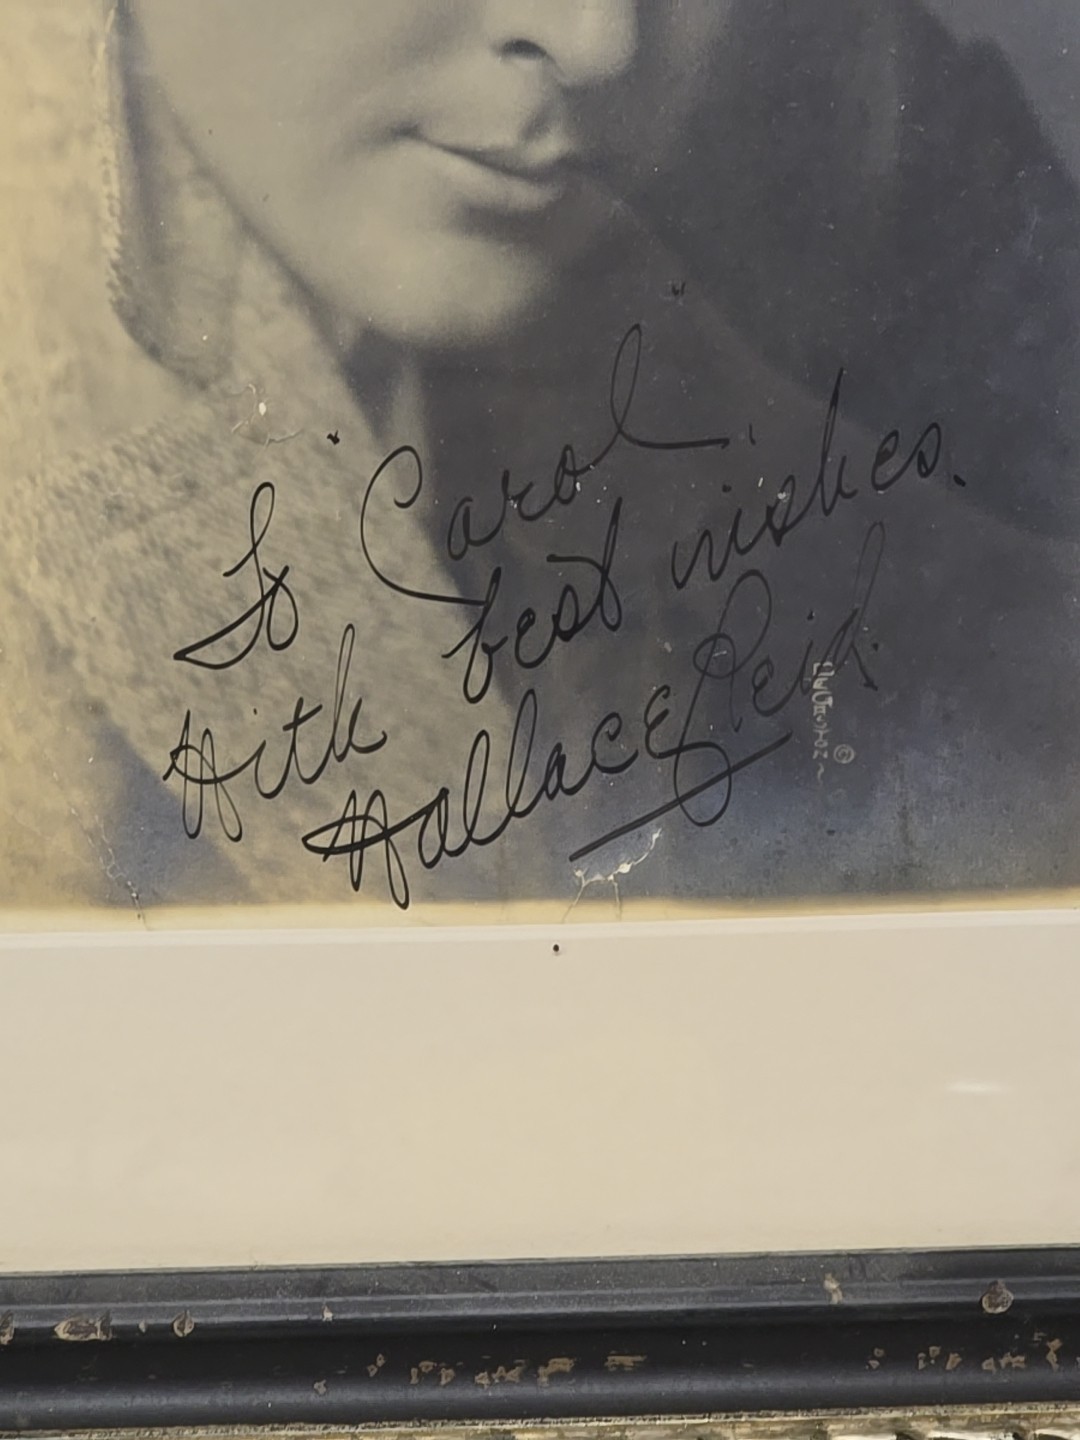 To "Carol"
With best wishes.
Wallace Reid.
©